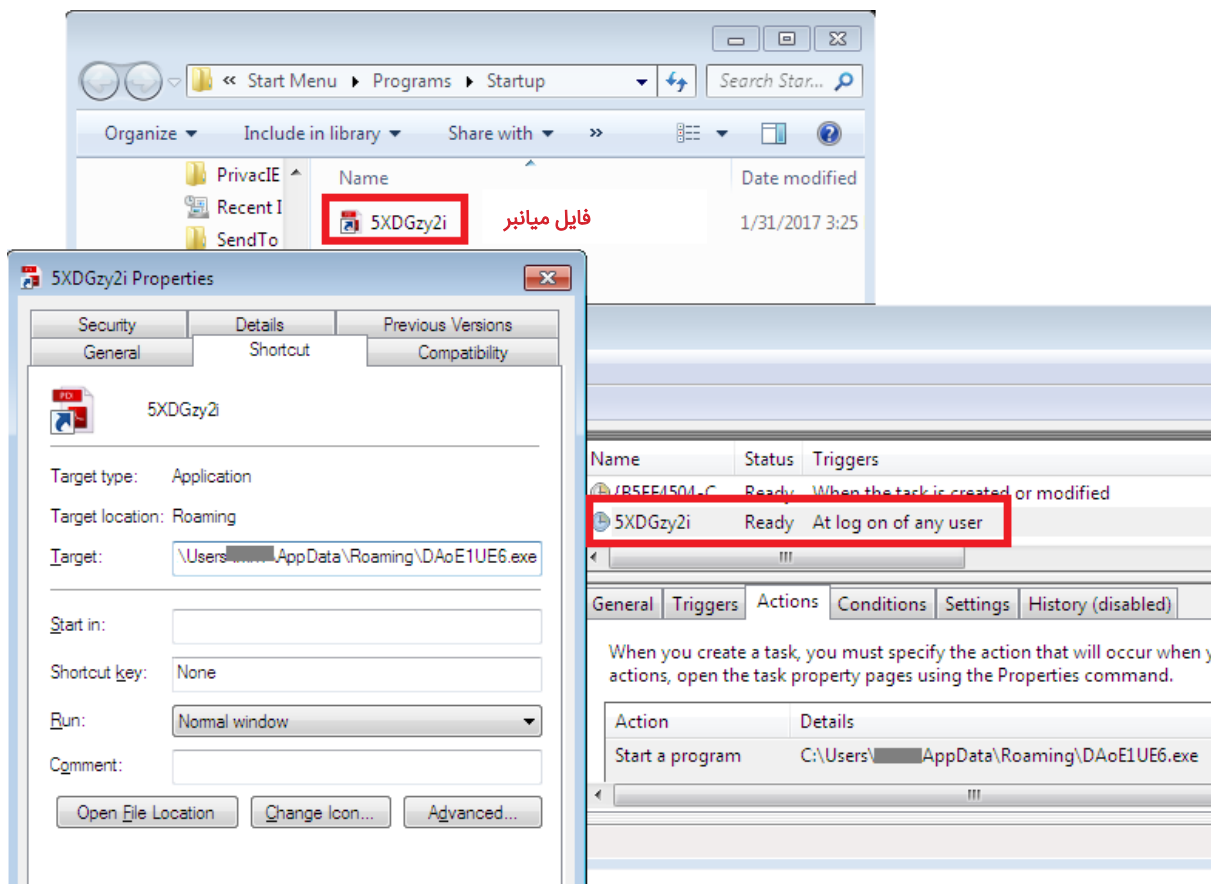 « Start Menu ▸ Programs ▸ Startup
Search Star...
Organize
Include in library
Share with
»
PrivacIE
Recent I
SendTo
Name
Date modified
5XDGzy2i
فایل میانبر
1/31/2017 3:25
5XDGzy2i Properties
Security
Details
Previous Versions
General
Shortcut
Compatibility
5XDGzy2i
Target type: Application
Target location: Roaming
Target: \Users AppData\Roaming\DAoE1UE6.exe
Start in:
Shortcut key: None
Run: Normal window
Comment:
Open File Location
Change Icon...
Advanced...
Name Status Triggers
{B5FF4504-C Ready When the task is created or modified
5XDGzy2i Ready At log on of any user
General Triggers Actions Conditions Settings History (disabled)
When you create a task, you must specify the action that will occur when y
actions, open the task property pages using the Properties command.
Action Details
Start a program C:\Users\ AppData\Roaming\DAoE1UE6.exe